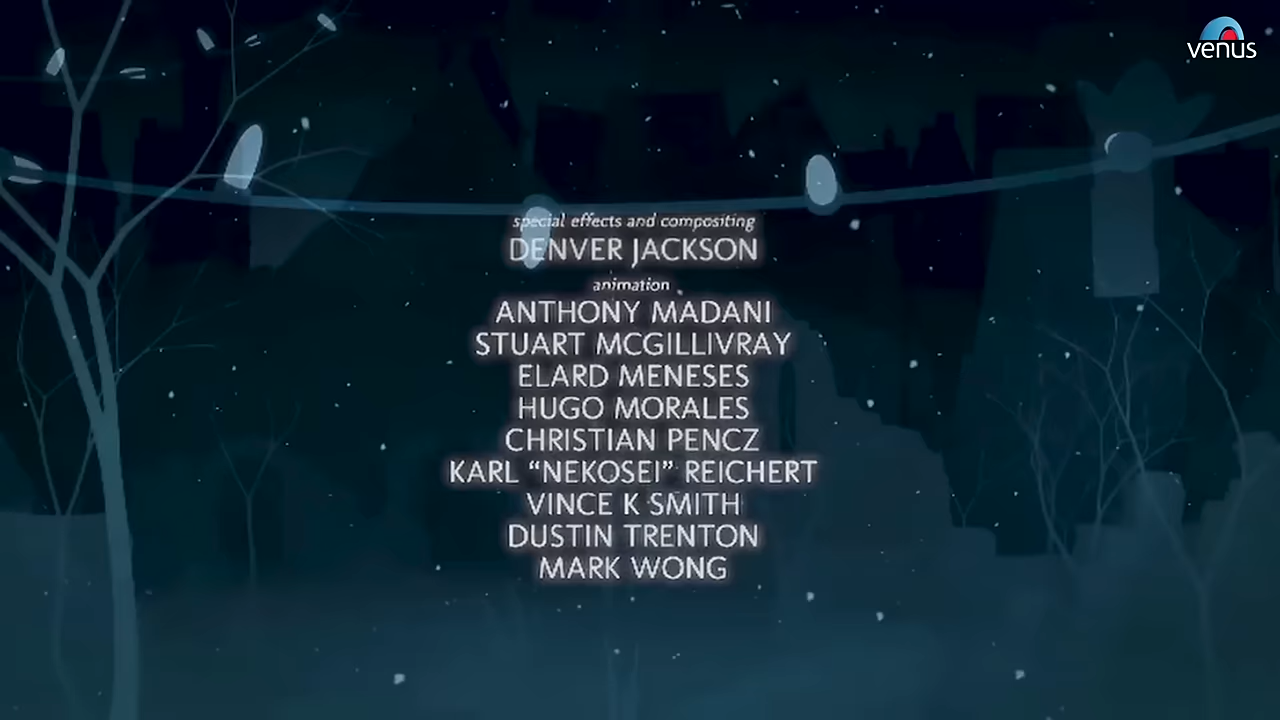 venus
special effects and compositing
DENVER JACKSON
animation
ANTHONY MADANI
STUART MCGILLIVRAY
ELARD MENESES
HUGO MORALES
CHRISTIAN PENCZ
KARL “NEKOSEI” REICHERT
VINCE K SMITH
DUSTIN TRENTON
MARK WONG